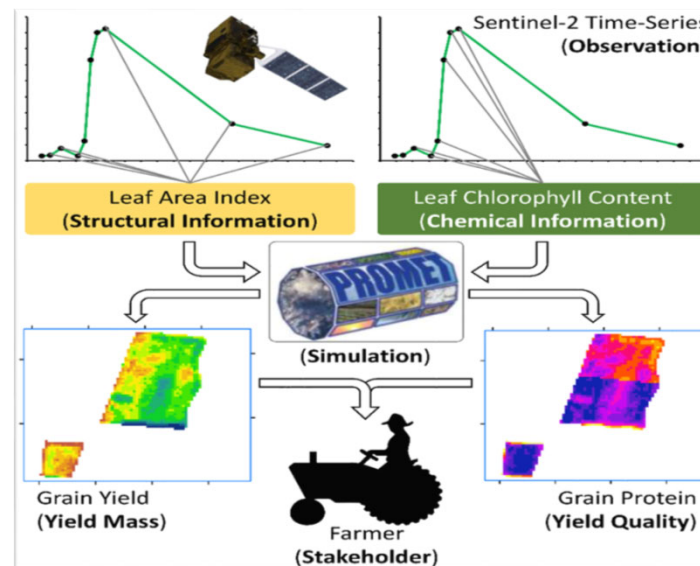 Sentinel-2 Time-Series
(Observation)
Leaf Area Index
(Structural Information)
Leaf Chlorophyll Content
(Chemical Information)
PROMET
(Simulation)
Grain Yield
(Yield Mass)
Grain Protein
(Yield Quality)
Farmer
(Stakeholder)